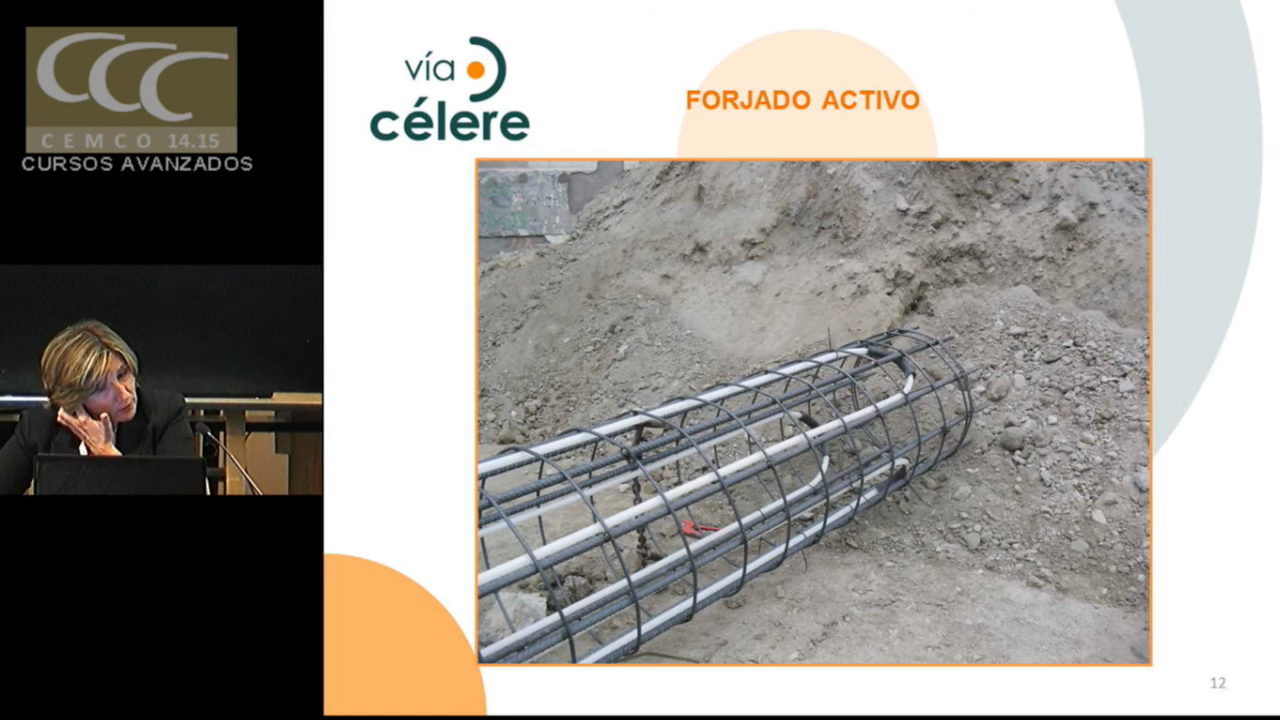 CCC
CEMCO 14.15
CURSOS AVANZADOS
vía
célere
FORJADO ACTIVO
12